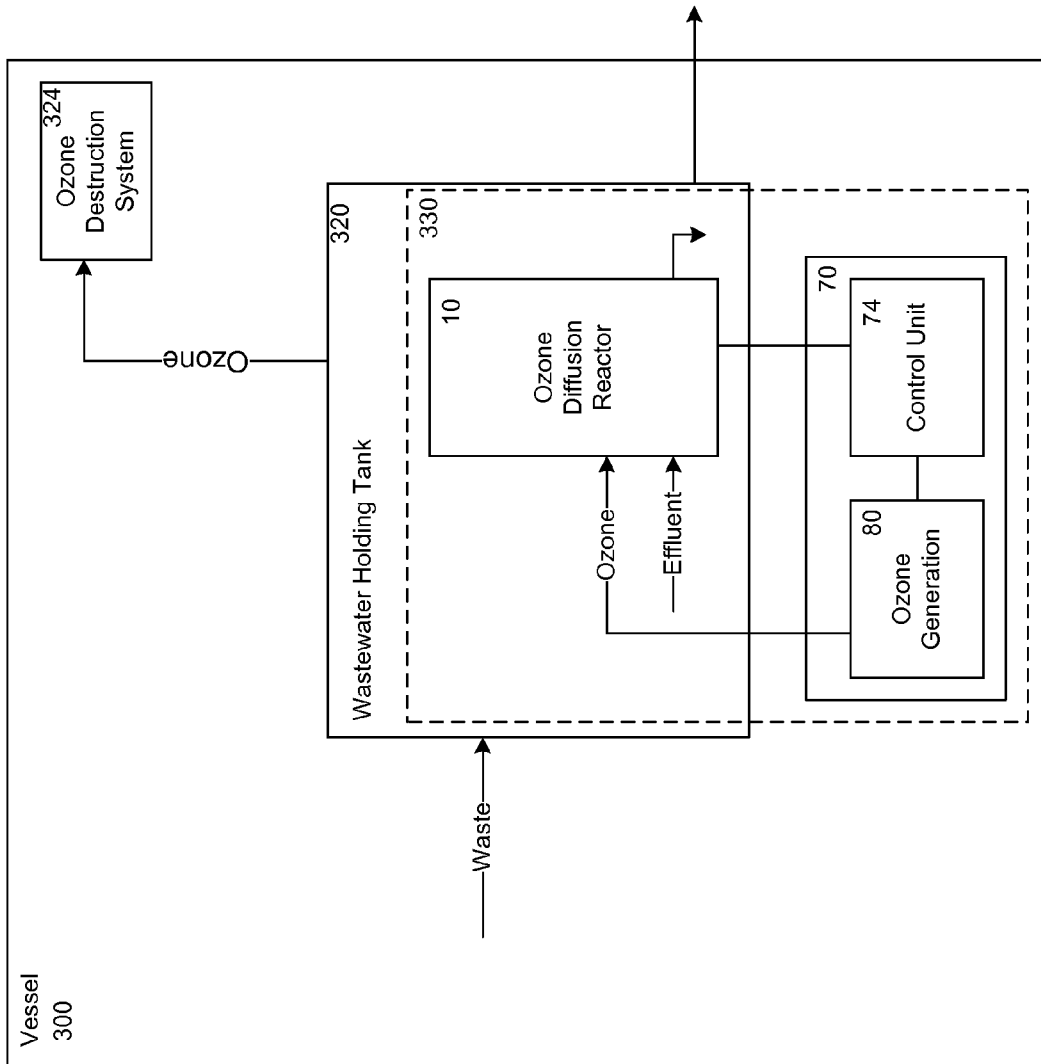 Vessel
300
Ozone
Destruction
System
324
Ozone
320
Wastewater Holding Tank
330
10
Ozone
Diffusion
Reactor
Waste
Ozone
Effluent
70
80
Ozone
Generation
74
Control Unit